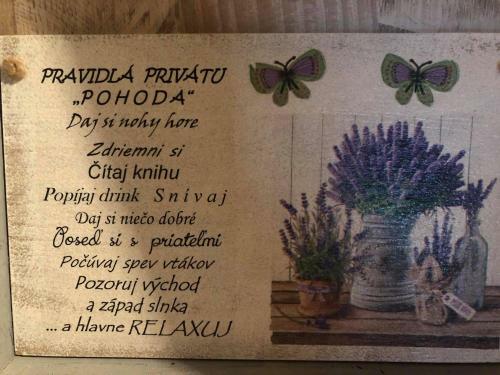 PRAVIDLÁ PRIVÁTU
„POHODA“
Daj si nohy hore
Zdriemni si
Čítaj knihu
Popíjaj drink Snívaj
Daj si niečo dobré
Poseď si s priateľmi
Počúvaj spev vtákov
Pozoruj východ
a západ slnka
... a hlavne RELAXUJ